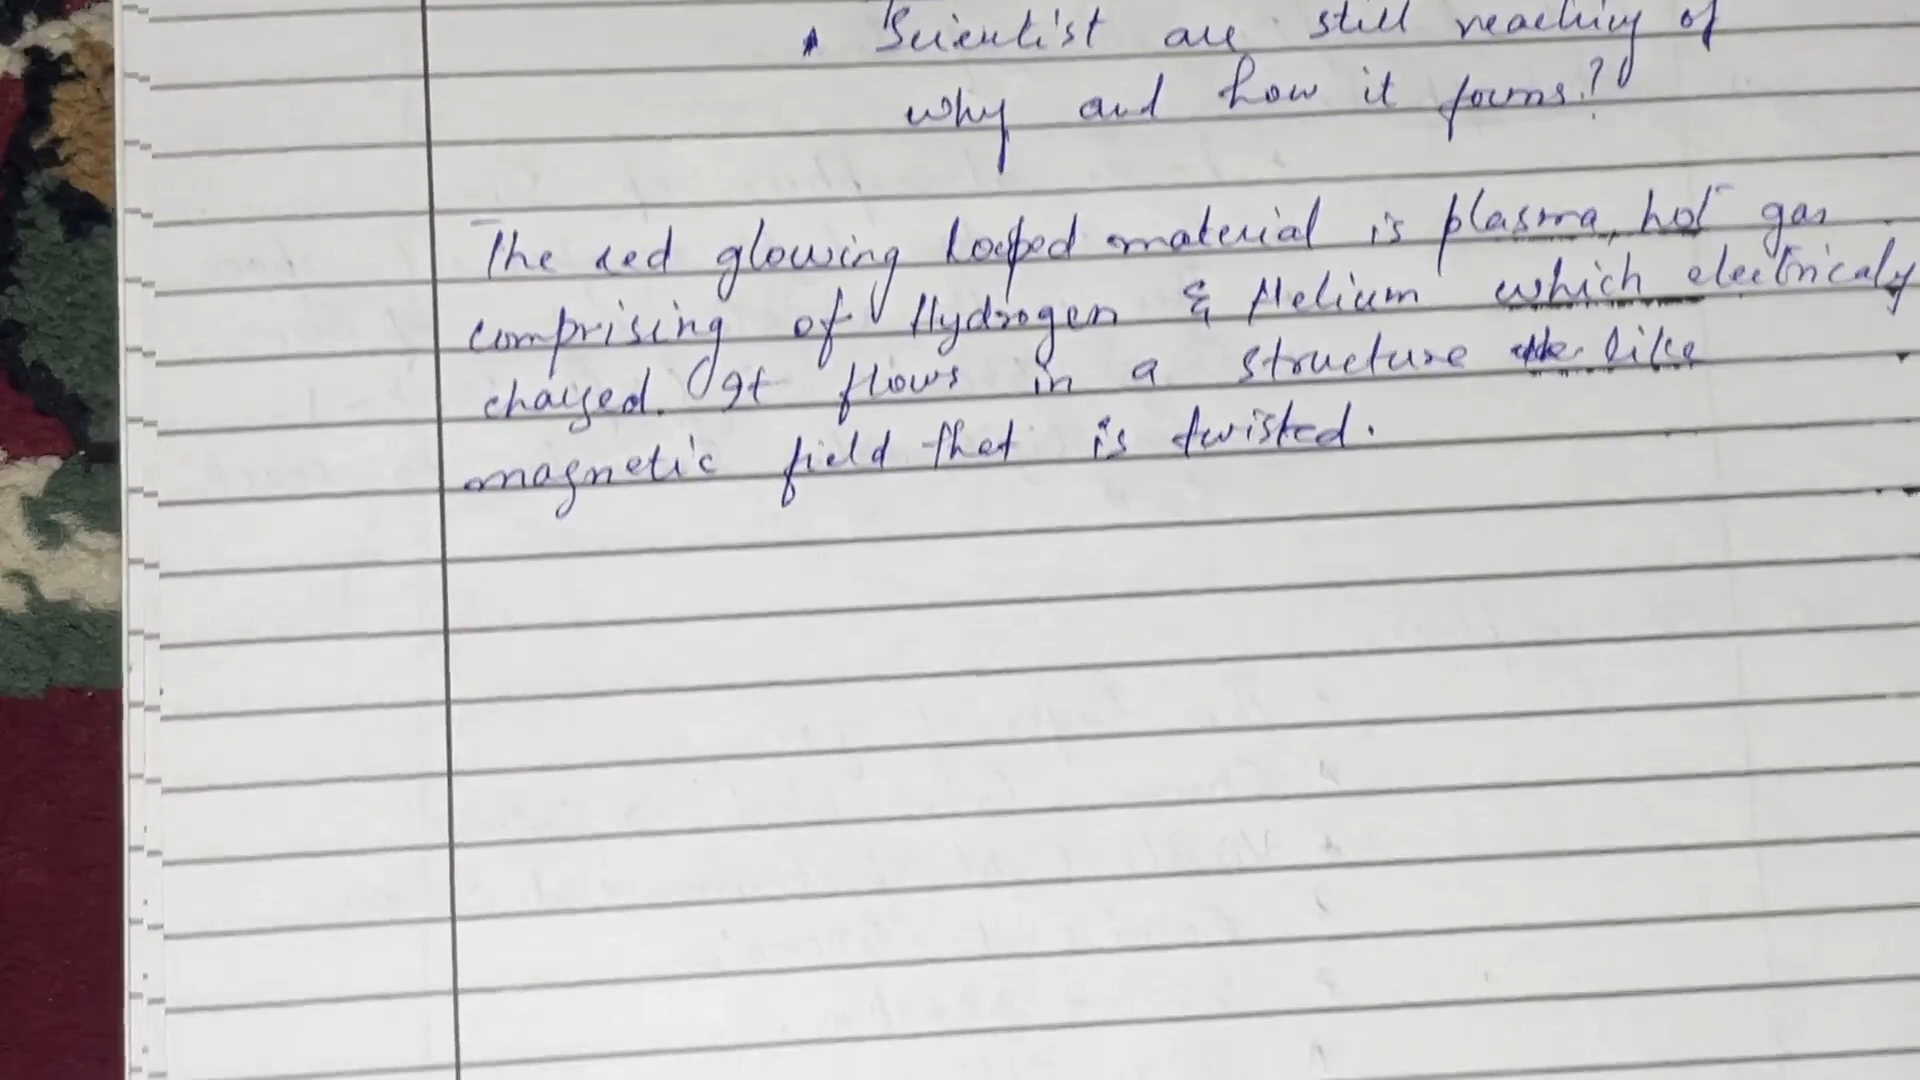 • Scientist are still reaching of
why and how it forms?
The red glowing looped material is plasma, hot gas
comprising of Hydrogen & Helium which electricaly
charged. It flows in a structure like
magnetic field that is twisted.